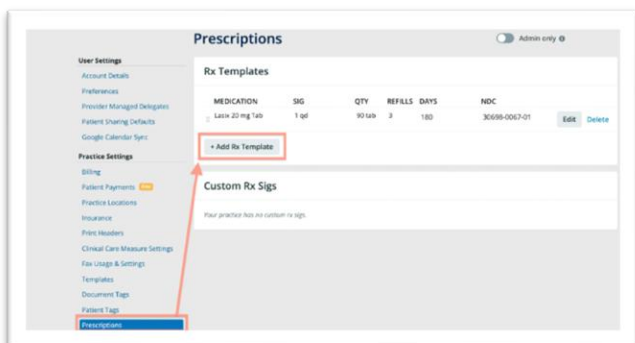 Prescriptions
Admin only
User Settings
Account Details
Preferences
Provider Managed Delegates
Patient Sharing Defaults
Google Calendar Sync
Practice Settings
Billing
Patient Payments
Practice Locations
Insurance
Print Headers
Clinical Care Measure Settings
Fax Usage & Settings
Templates
Document Tags
Patient Tags
Prescriptions
Rx Templates
MEDICATION SIG QTY REFILLS DAYS NDC
Lasix 20 mg Tab 1 qd 90 tab 3 180 30698-0067-01 Edit Delete
+ Add Rx Template
Custom Rx Sigs
Your practice has no custom rx sigs.